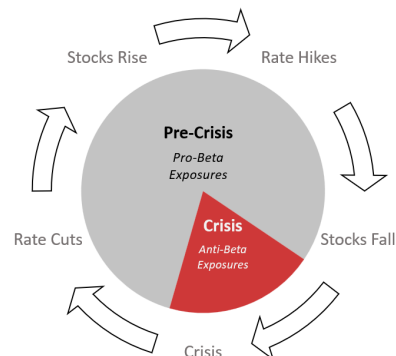 Stocks Rise
Rate Hikes
Pre-Crisis
Pro-Beta
Exposures
Crisis
Anti-Beta
Exposures
Rate Cuts
Stocks Fall
Crisis